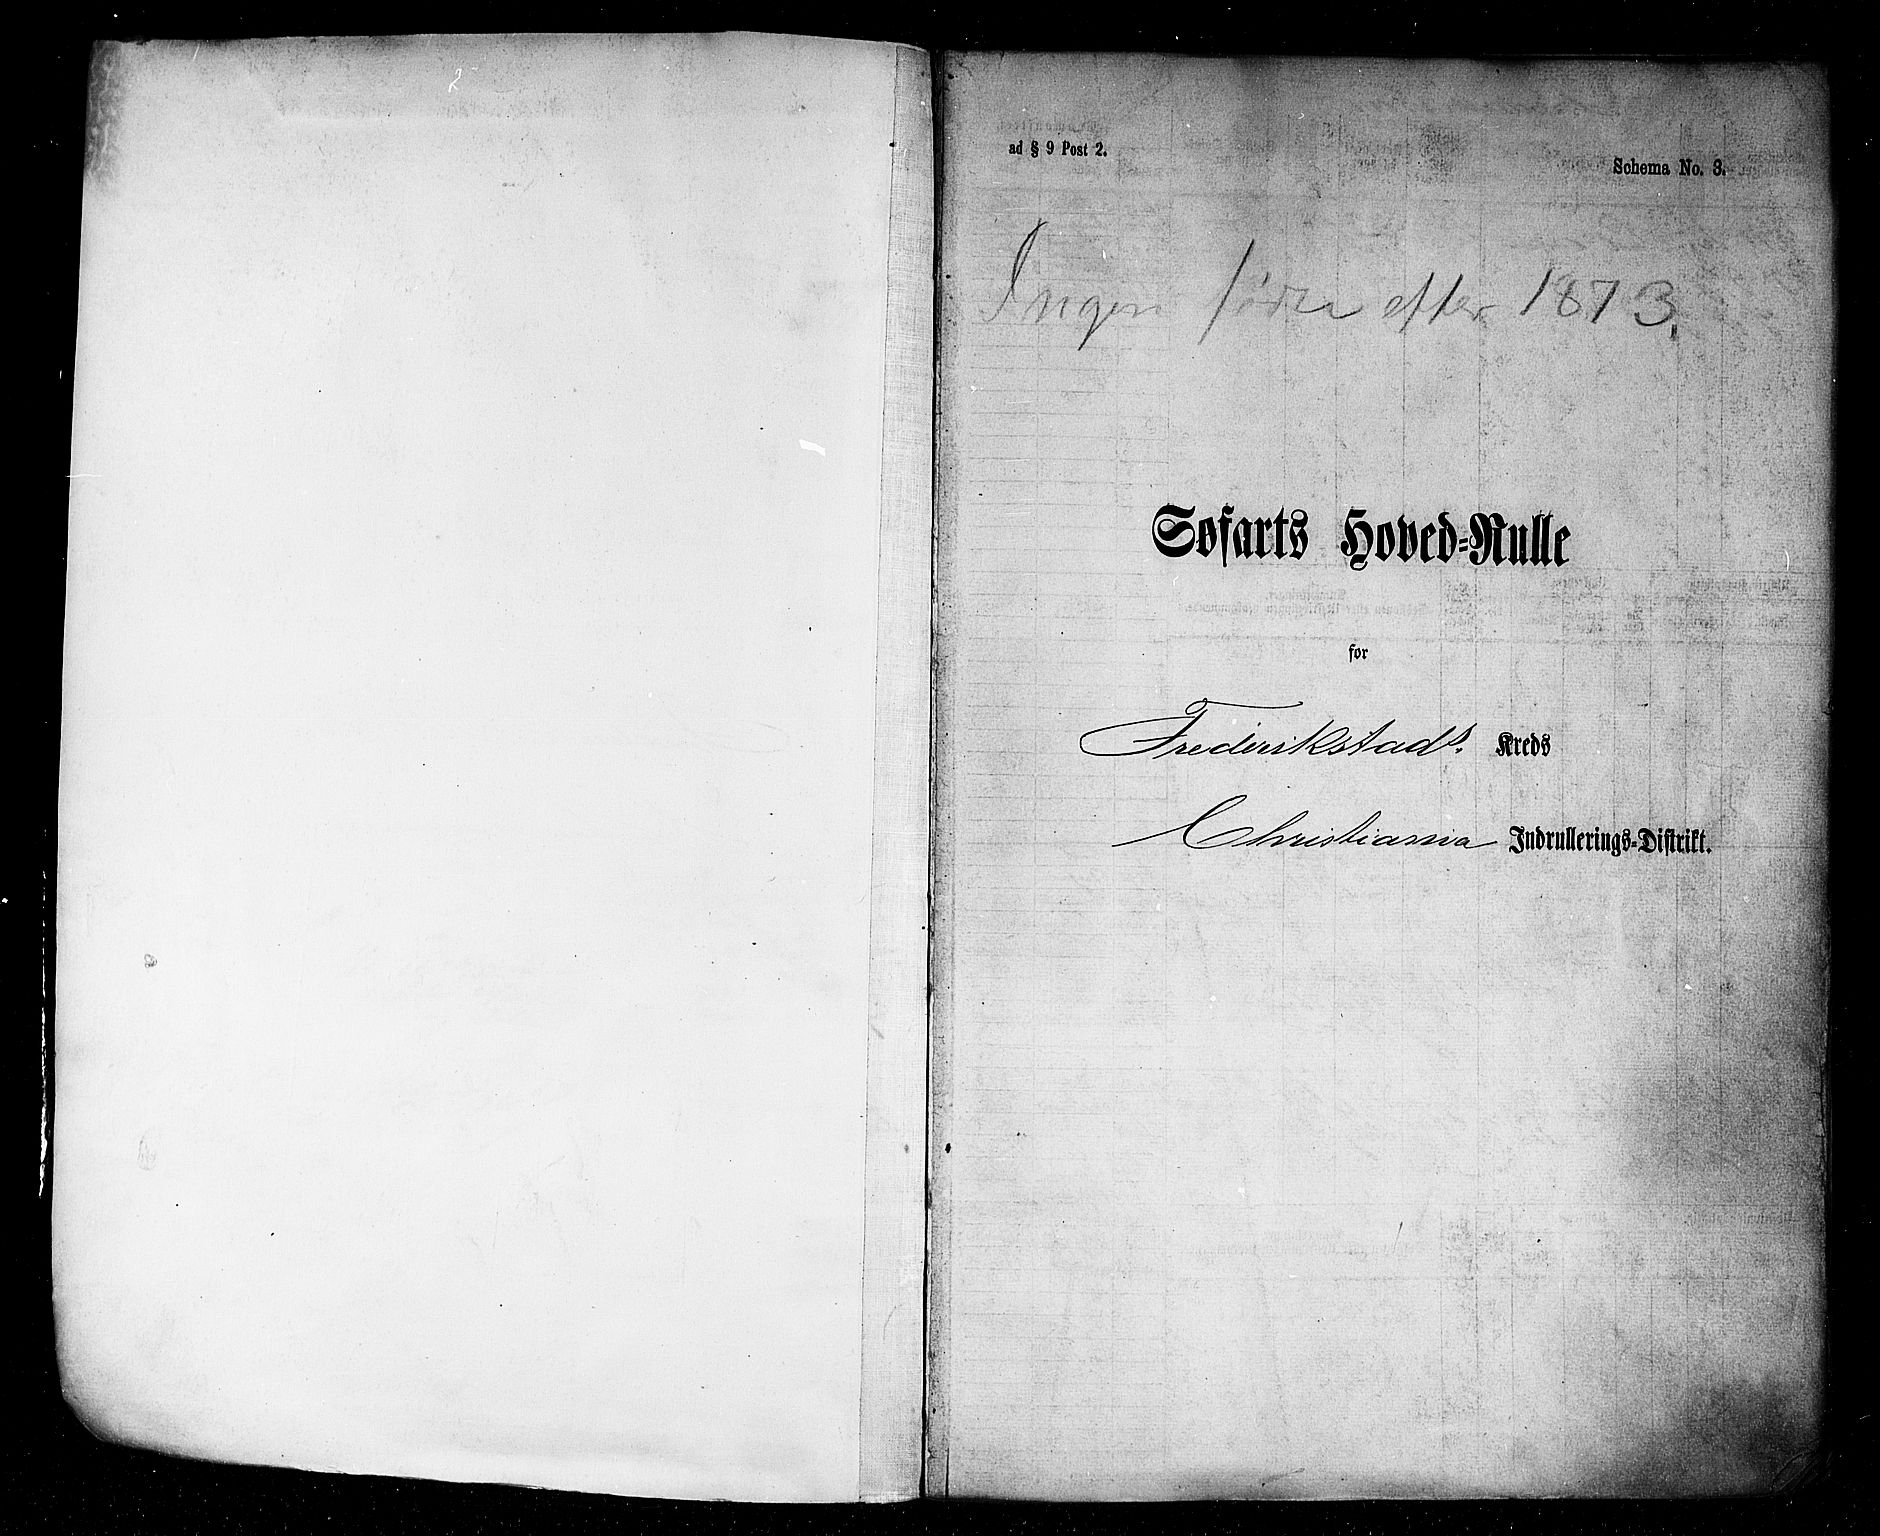 ad § 9 Post 2.
Schema No. 3.
Ingen føre efter 1873.
Søfarts Hoved-Rulle
for
Frederikstads Kreds
Christiania Indrullerings-Distrikt.